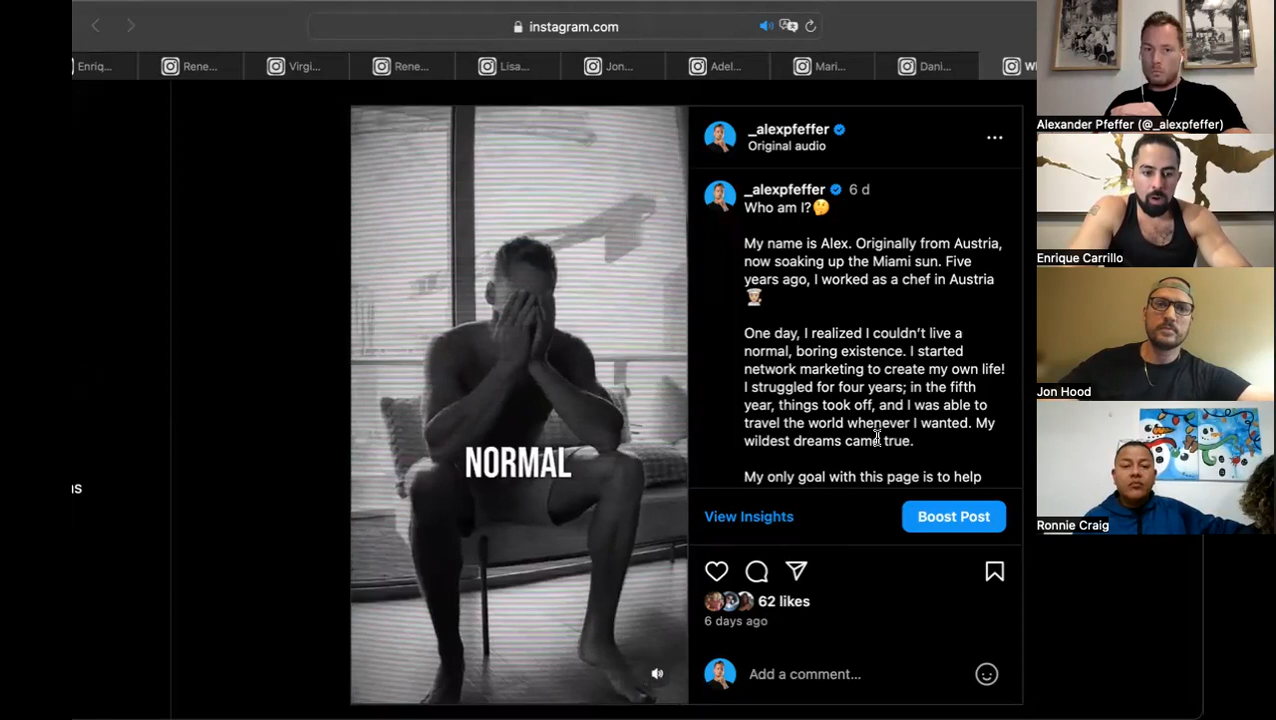 instagram.com
Enriq...
Rene...
Virgi...
Rene...
Lisa...
Jon...
Adel...
Mari...
Dani...
_alexpfeffer
Original audio
_alexpfeffer 6 d
Who am I?🤔
My name is Alex. Originally from Austria,
now soaking up the Miami sun. Five
years ago, I worked as a chef in Austria
👨🏼‍🍳
One day, I realized I couldn't live a
normal, boring existence. I started
network marketing to create my own life!
I struggled for four years; in the fifth
year, things took off, and I was able to
travel the world whenever I wanted. My
wildest dreams came true.
My only goal with this page is to help
NORMAL
View Insights
Boost Post
62 likes
6 days ago
Add a comment...
Alexander Pfeffer (@_alexpfeffer)
Enrique Carrillo
Jon Hood
Ronnie Craig